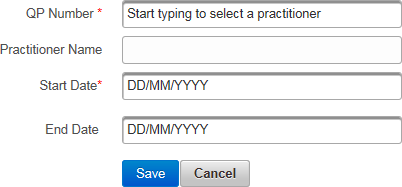 QP Number * Start typing to select a practitioner
Practitioner Name
Start Date* DD/MM/YYYY
End Date DD/MM/YYYY
Save Cancel